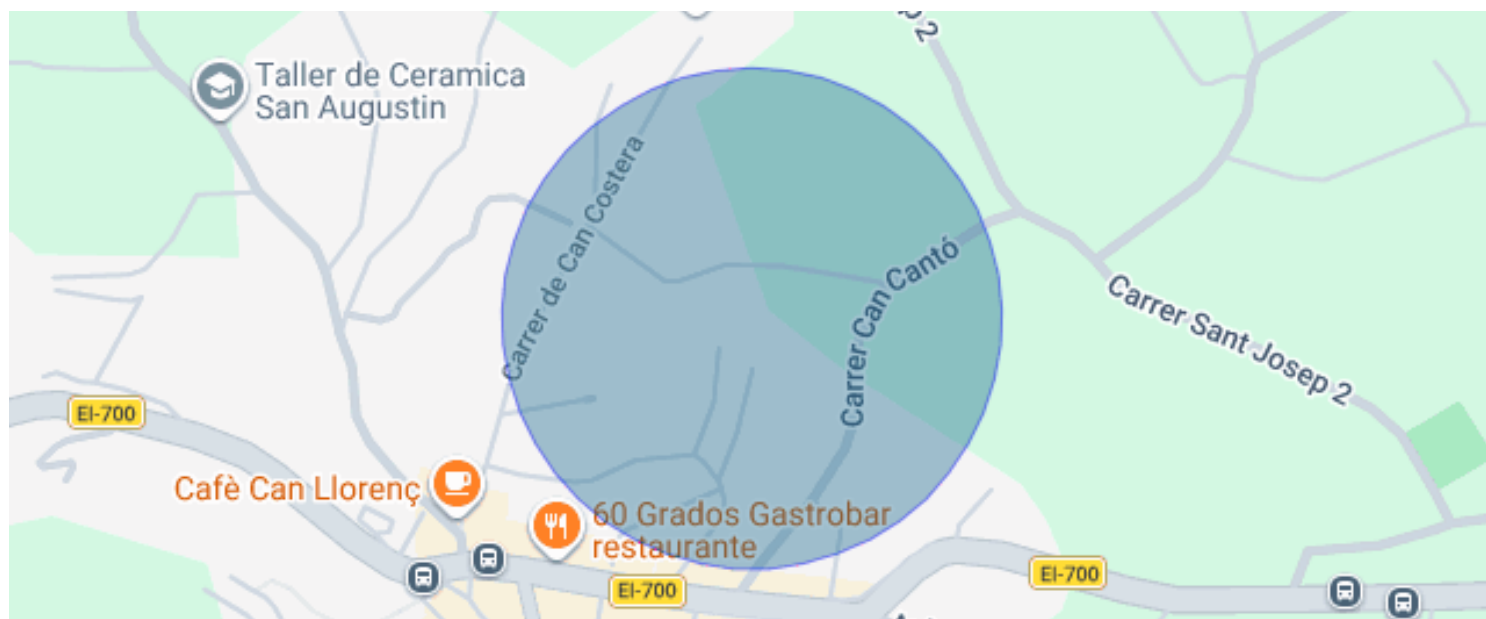 Taller de Ceramica
San Augustin
Carrer de Can Costera
Carrer Can Cantó
Carrer Sant Josep 2
EI-700
Cafè Can Llorenç
60 Grados Gastrobar
restaurante
EI-700
EI-700